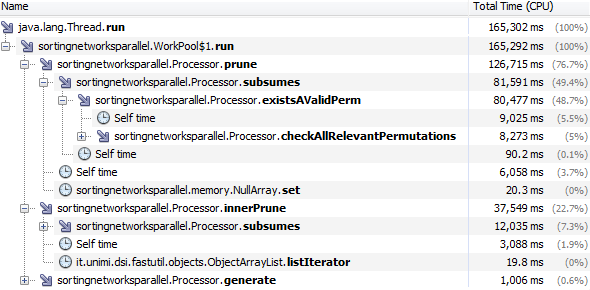 Name Total Time (CPU)
java.lang.Thread.run 165,302 ms (100%)
sortingnetworksparallel.WorkPool$1.run 165,292 ms (100%)
sortingnetworksparallel.Processor.prune 126,715 ms (76.7%)
sortingnetworksparallel.Processor.subsumes 81,591 ms (49.4%)
sortingnetworksparallel.Processor.existsAValidPerm 80,477 ms (48.7%)
Self time 9,025 ms (5.5%)
sortingnetworksparallel.Processor.checkAllRelevantPermutations 8,273 ms (5%)
Self time 90.2 ms (0.1%)
Self time 6,058 ms (3.7%)
sortingnetworksparallel.memory.NullArray.set 20.3 ms (0%)
sortingnetworksparallel.Processor.innerPrune 37,549 ms (22.7%)
sortingnetworksparallel.Processor.subsumes 12,035 ms (7.3%)
Self time 3,088 ms (1.9%)
it.unimi.dsi.fastutil.objects.ObjectArrayList.listIterator 19.8 ms (0%)
sortingnetworksparallel.Processor.generate 1,006 ms (0.6%)